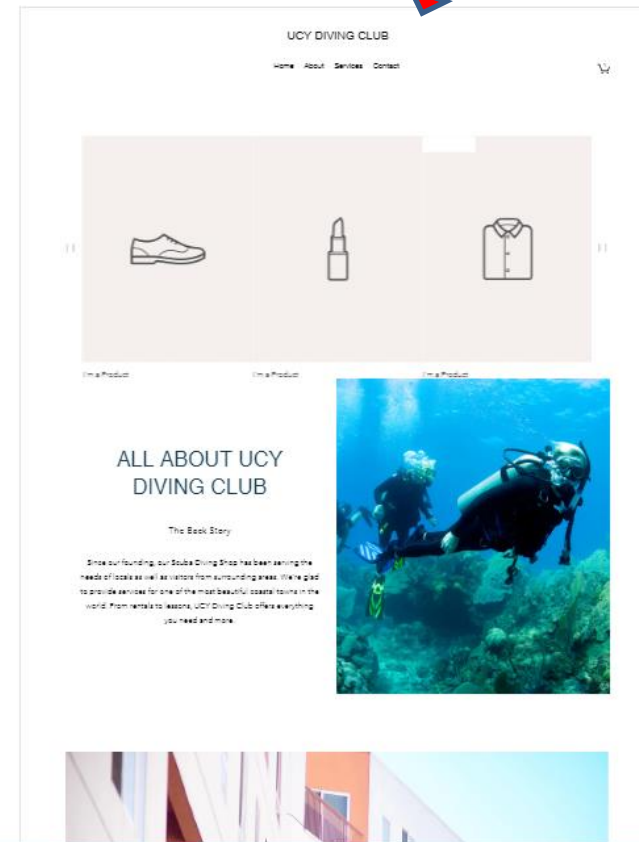 UCY DIVING CLUB
Home About Services Contact
I'm a Product
I'm a Product
I'm a Product
ALL ABOUT UCY
DIVING CLUB
The Back Story
Since our founding, our Scuba Diving Shop has been serving the
needs of locals as well as visitors from surrounding areas. We're glad
to provide services for one of the most beautiful coastal towns in the
world. From rentals to lessons, UCY Diving Club offers everything
you need and more.